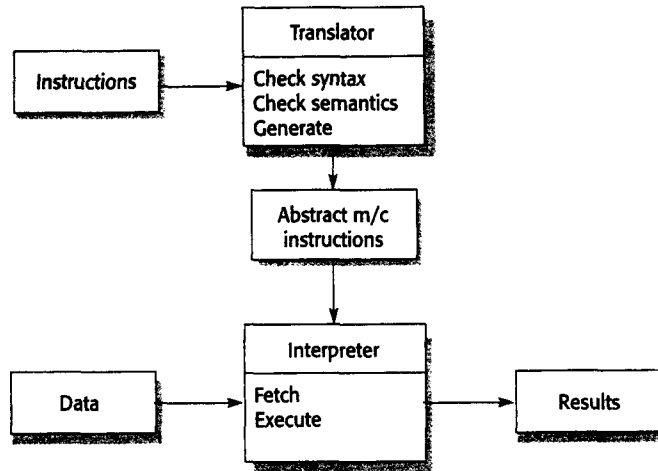 Translator
Instructions
Check syntax
Check semantics
Generate
Abstract m/c
instructions
Interpreter
Data
Fetch
Execute
Results